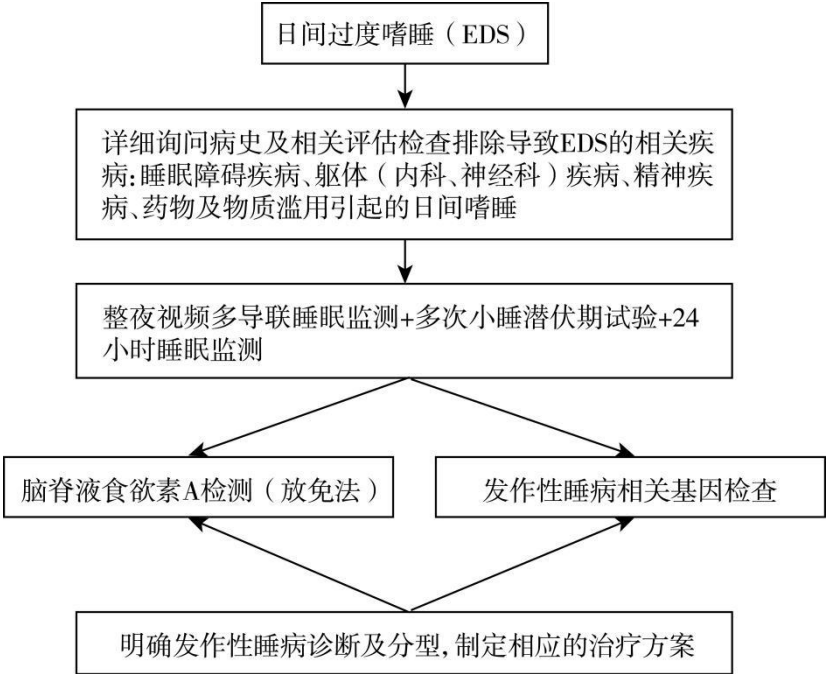 日间过度嗜睡（EDS）
详细询问病史及相关评估检查排除导致EDS的相关疾
病:睡眠障碍疾病、躯体（内科、神经科）疾病、精神疾
病、药物及物质滥用引起的日间嗜睡
整夜视频多导联睡眠监测+多次小睡潜伏期试验+24
小时睡眠监测
脑脊液食欲素A检测（放免法）
发作性睡病相关基因检查
明确发作性睡病诊断及分型,制定相应的治疗方案